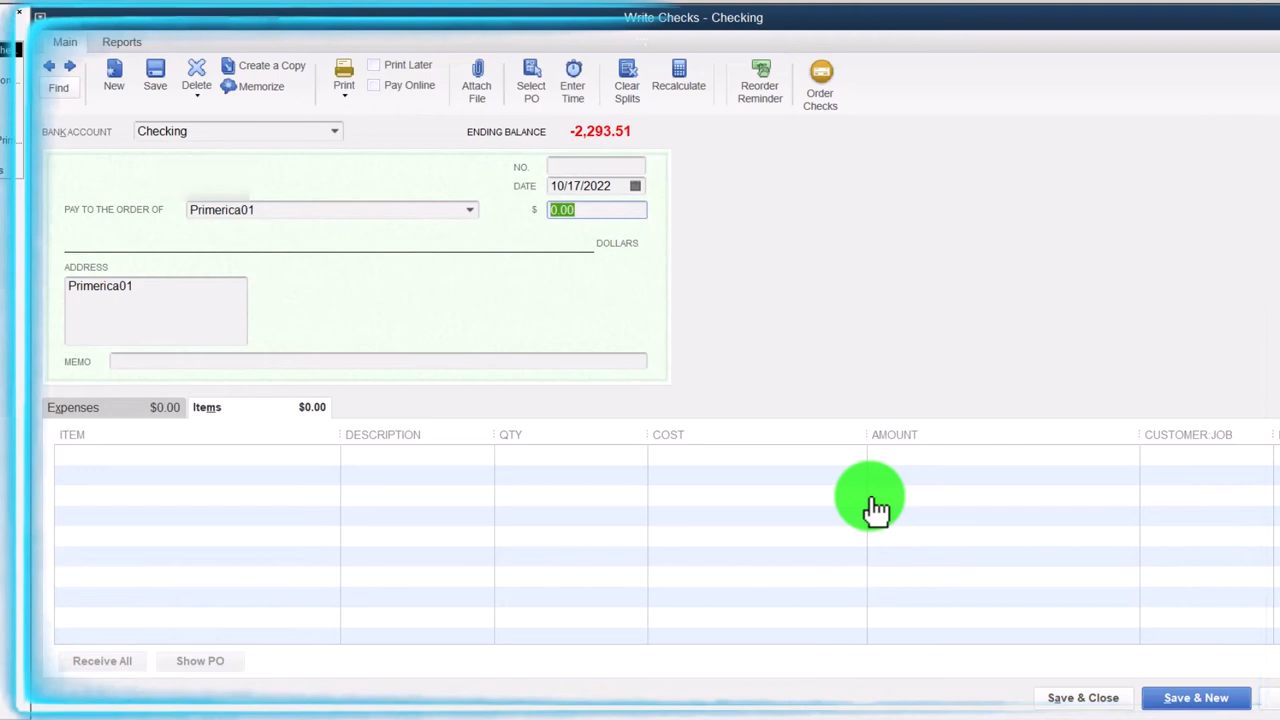 Write Checks - Checking
Main Reports
Find
New
Save
Delete
Create a Copy
Memorize
Print
Print Later
Pay Online
Attach
File
Select
PO
Enter
Time
Clear
Splits
Recalculate
Reorder
Reminder
Order
Checks
BANK ACCOUNT Checking ENDING BALANCE -2,293.51
NO.
DATE 10/17/2022
PAY TO THE ORDER OF Primerica01 $ 0.00
DOLLARS
ADDRESS
Primerica01
MEMO
Expenses $0.00 Items $0.00
ITEM DESCRIPTION QTY COST AMOUNT CUSTOMER:JOB
Receive All Show PO
Save & Close Save & New